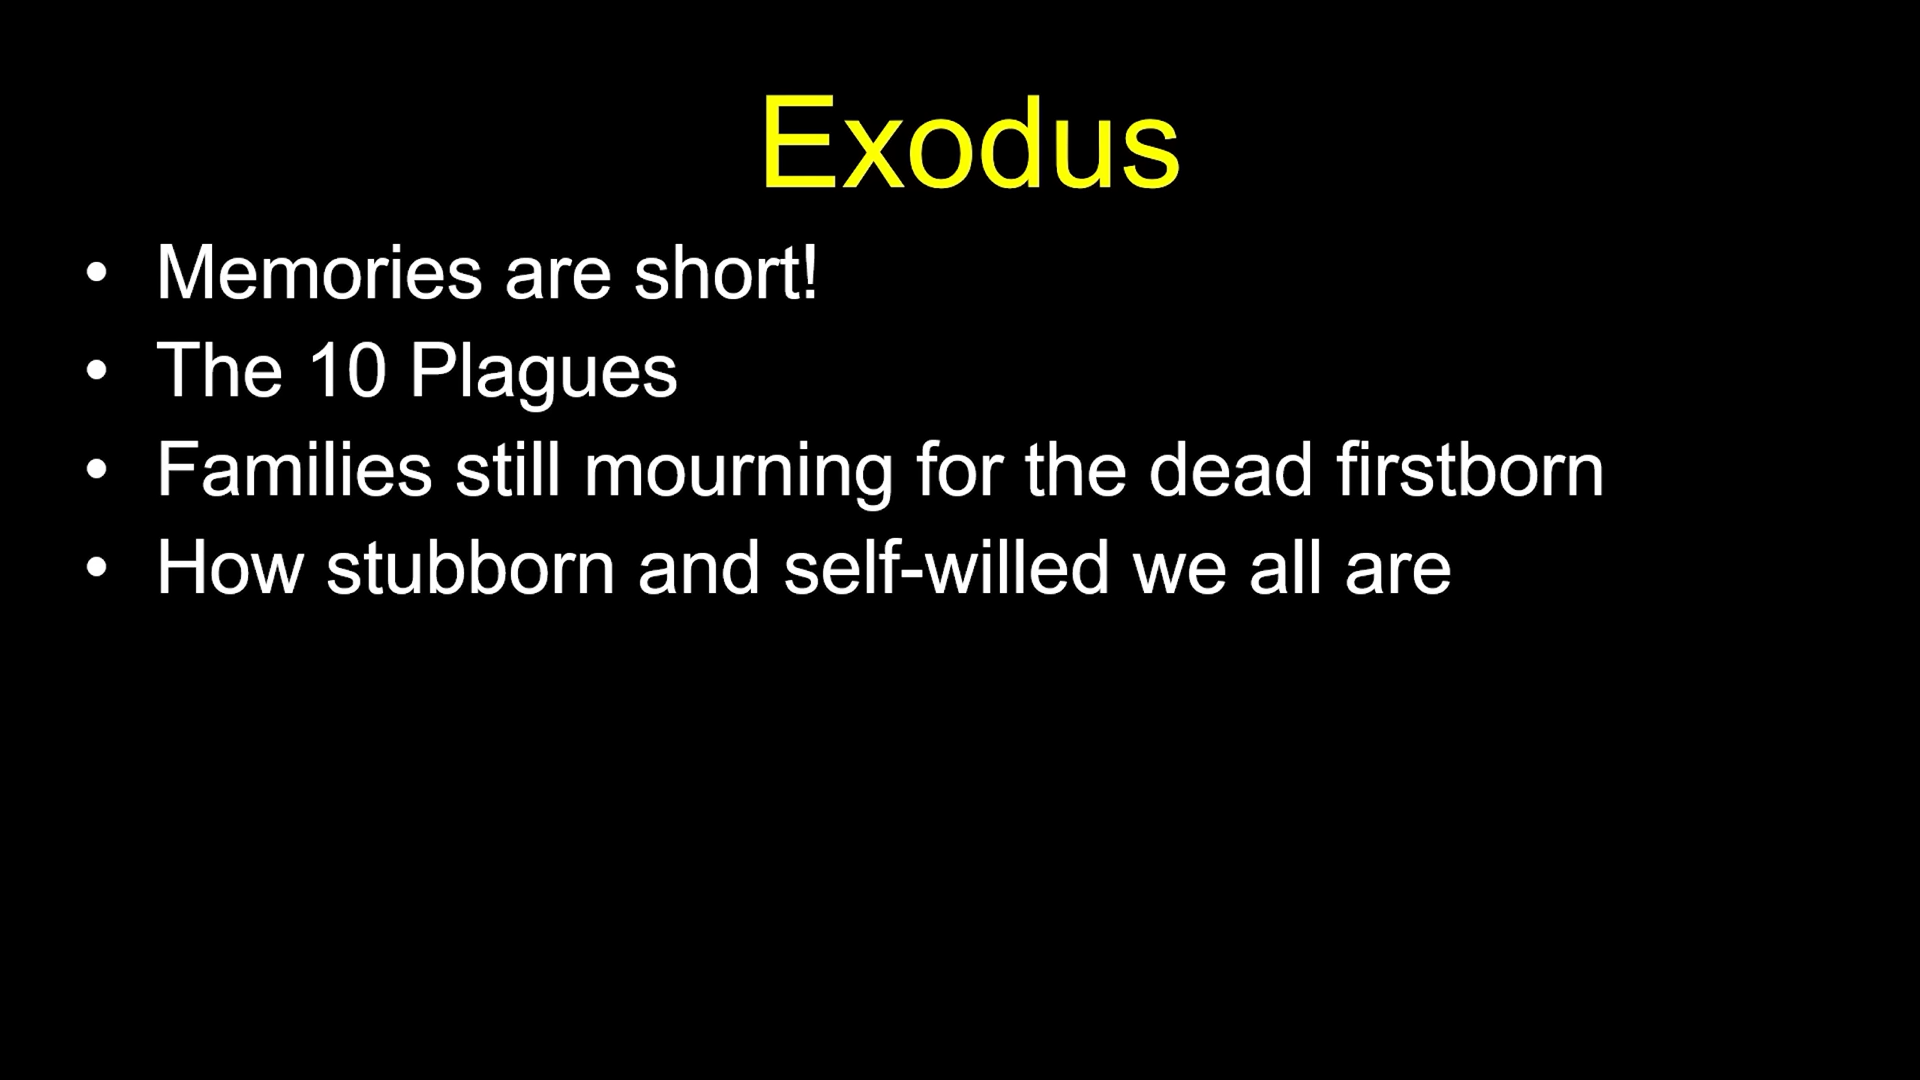 Exodus
• Memories are short!
• The 10 Plagues
• Families still mourning for the dead firstborn
• How stubborn and self-willed we all are